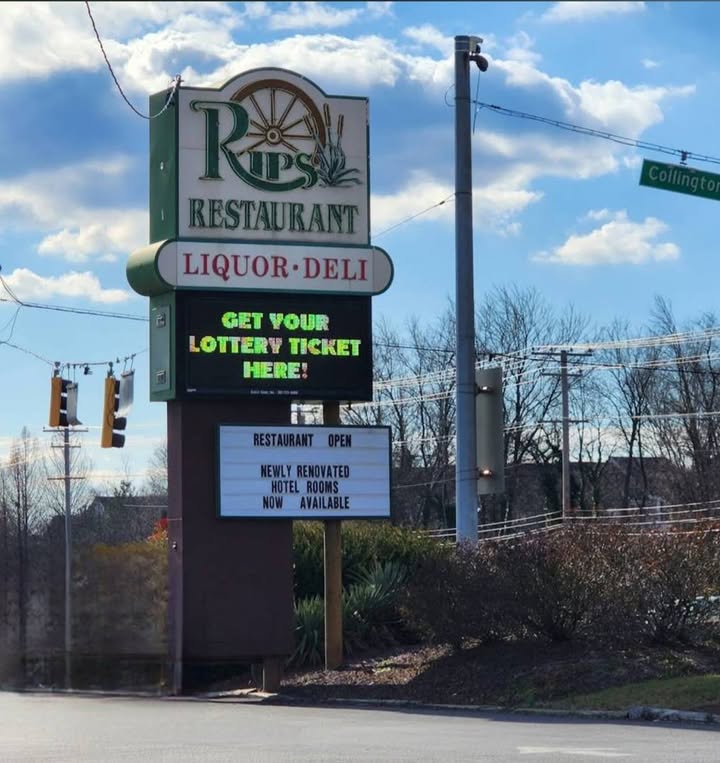 RIPS
RESTAURANT
LIQUOR·DELI
GET YOUR
LOTTERY TICKET
HERE!
RESTAURANT OPEN
NEWLY RENOVATED
HOTEL ROOMS
NOW AVAILABLE
Collington